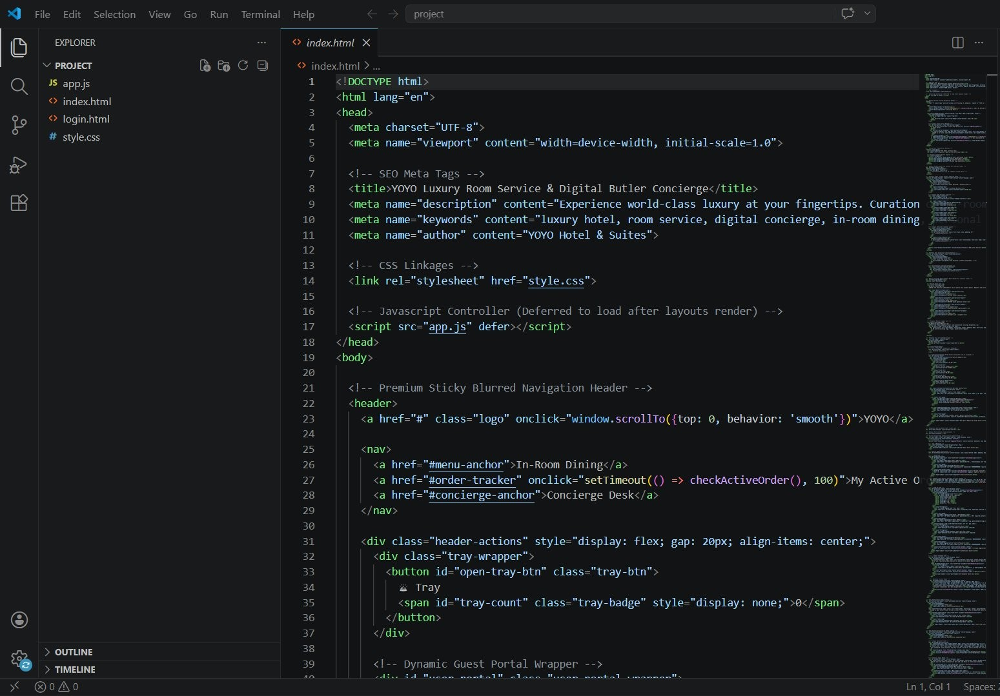 File Edit Selection View Go Run Terminal Help
project
EXPLORER
PROJECT
JS app.js
index.html
login.html
# style.css
OUTLINE
TIMELINE
index.html
index.html > ...
1 <!DOCTYPE html>
2 <html lang="en">
3 <head>
4 <meta charset="UTF-8">
5 <meta name="viewport" content="width=device-width, initial-scale=1.0">
6
7 <!-- SEO Meta Tags -->
8 <title>YOYO Luxury Room Service & Digital Butler Concierge</title>
9 <meta name="description" content="Experience world-class luxury at your fingertips. Curation
10 <meta name="keywords" content="luxury hotel, room service, digital concierge, in-room dining,
11 <meta name="author" content="YOYO Hotel & Suites">
12
13 <!-- CSS Linkages -->
14 <link rel="stylesheet" href="style.css">
15
16 <!-- Javascript Controller (Deferred to load after layouts render) -->
17 <script src="app.js" defer></script>
18 </head>
19 <body>
20
21 <!-- Premium Sticky Blurred Navigation Header -->
22 <header>
23 <a href="#" class="logo" onclick="window.scrollTo({top: 0, behavior: 'smooth'})">YOYO</a>
24
25 <nav>
26 <a href="#menu-anchor">In-Room Dining</a>
27 <a href="#order-tracker" onclick="setTimeout(() => checkActiveOrder(), 100)">My Active O
28 <a href="#concierge-anchor">Concierge Desk</a>
29 </nav>
30
31 <div class="header-actions" style="display: flex; gap: 20px; align-items: center;">
32 <div class="tray-wrapper">
33 <button id="open-tray-btn" class="tray-btn">
34 🛎 Tray
35 <span id="tray-count" class="tray-badge" style="display: none;">0</span>
36 </button>
37 </div>
38
39 <!-- Dynamic Guest Portal Wrapper -->
40 <div id="user-portal" class="user-portal-wrapper">
0 0
Ln 1, Col 1 Spaces: 2